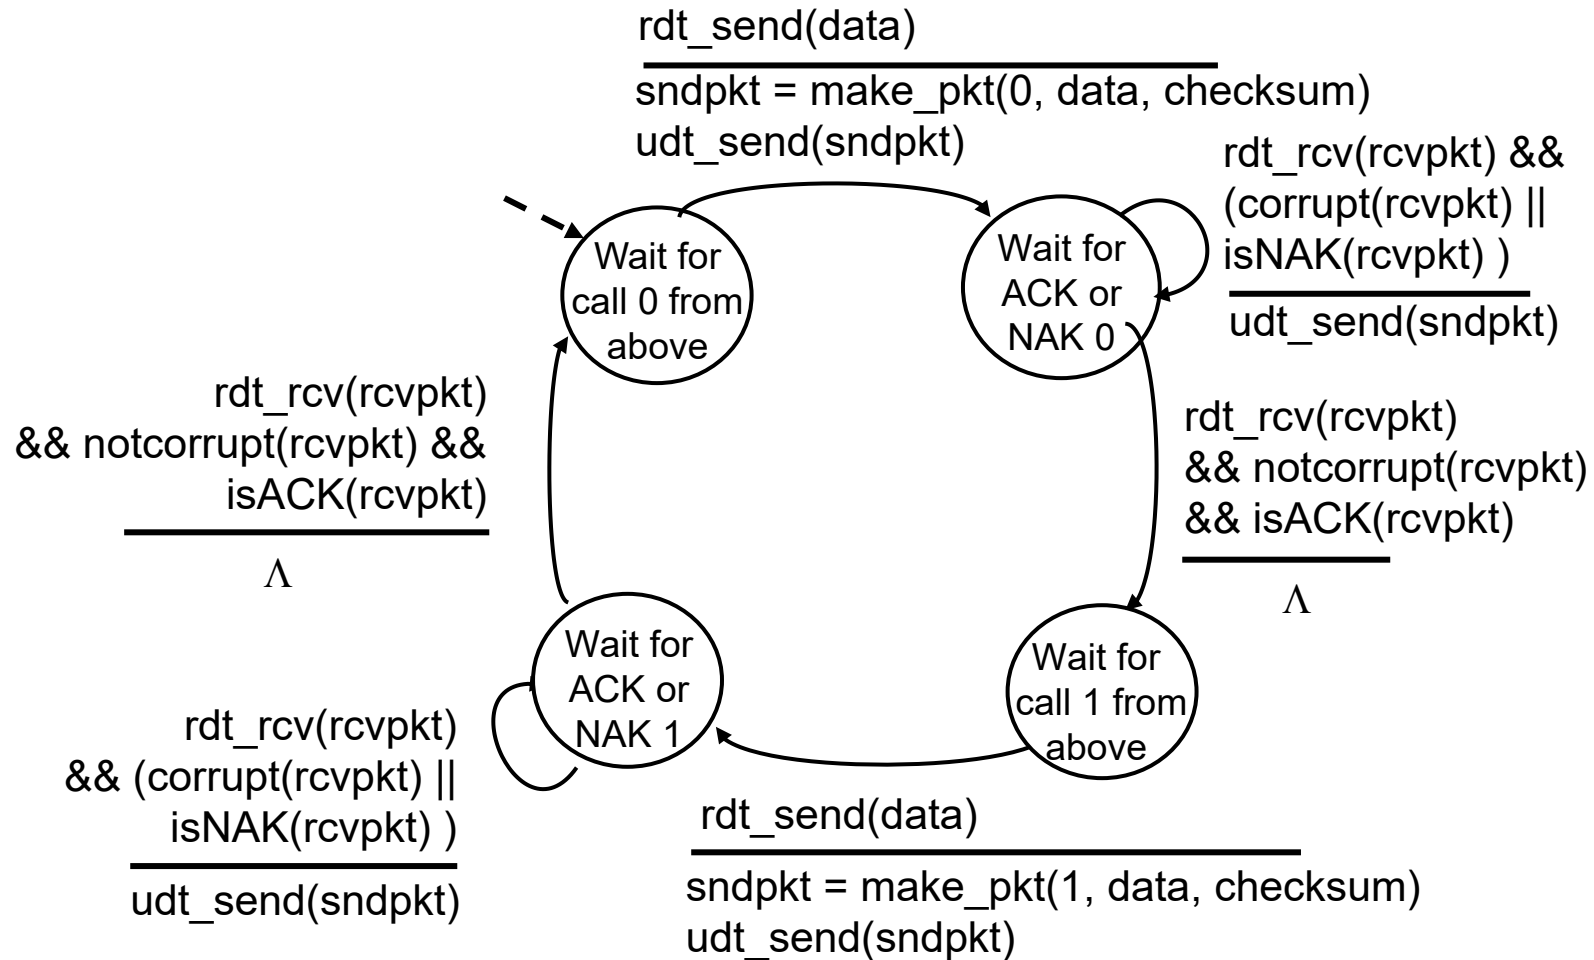 rdt_send(data)
sndpkt = make_pkt(0, data, checksum)
udt_send(sndpkt)
rdt_rcv(rcvpkt) &&
(corrupt(rcvpkt) ||
isNAK(rcvpkt) )
udt_send(sndpkt)
Wait for
call 0 from
above
Wait for
ACK or
NAK 0
rdt_rcv(rcvpkt)
&& notcorrupt(rcvpkt) &&
isACK(rcvpkt)
Λ
rdt_rcv(rcvpkt)
&& notcorrupt(rcvpkt)
&& isACK(rcvpkt)
Λ
Wait for
ACK or
NAK 1
Wait for
call 1 from
above
rdt_rcv(rcvpkt)
&& (corrupt(rcvpkt) ||
isNAK(rcvpkt) )
udt_send(sndpkt)
rdt_send(data)
sndpkt = make_pkt(1, data, checksum)
udt_send(sndpkt)